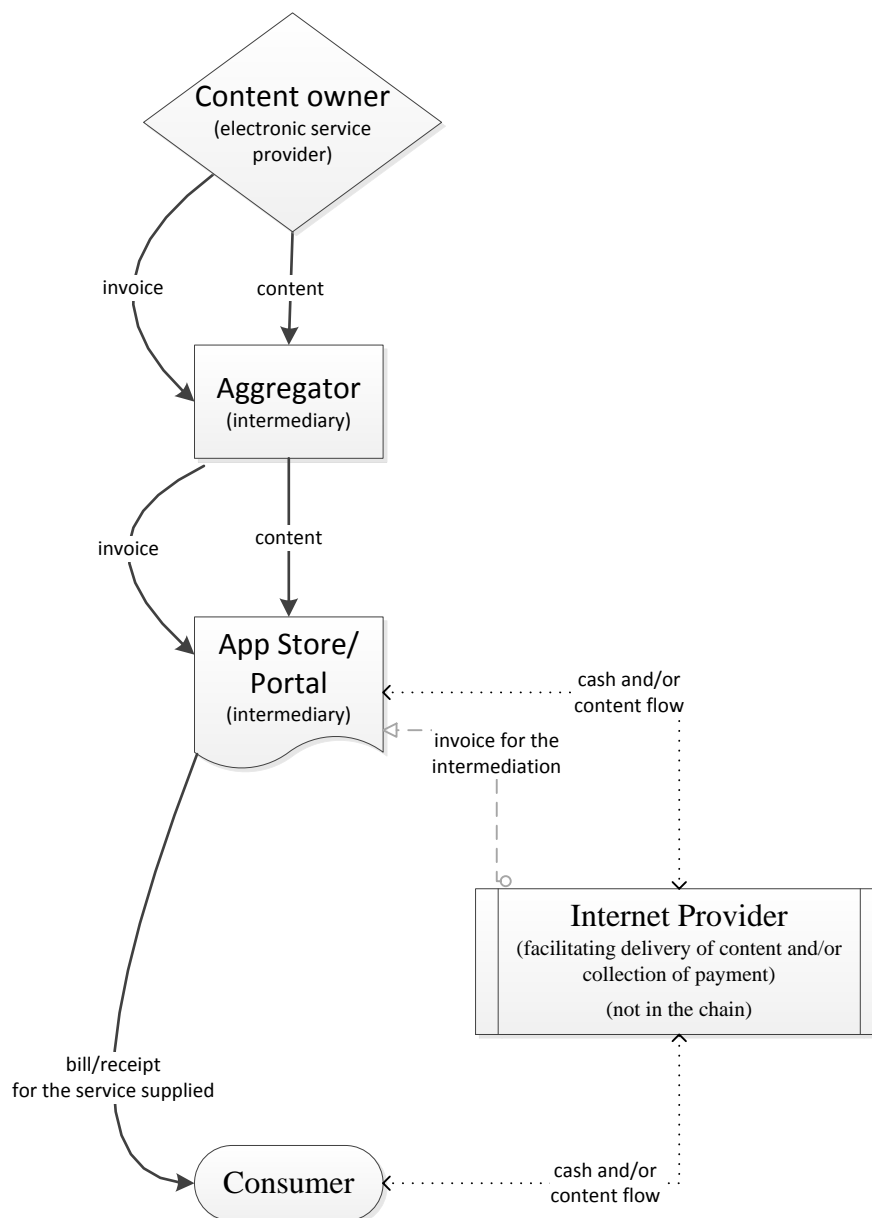 Content owner
(electronic service
provider)
invoice
content
Aggregator
(intermediary)
invoice
content
App Store/
Portal
(intermediary)
cash and/or
content flow
invoice for the
intermediation
Internet Provider
(facilitating delivery of content and/or
collection of payment)
(not in the chain)
bill/receipt
for the service supplied
Consumer
cash and/or
content flow